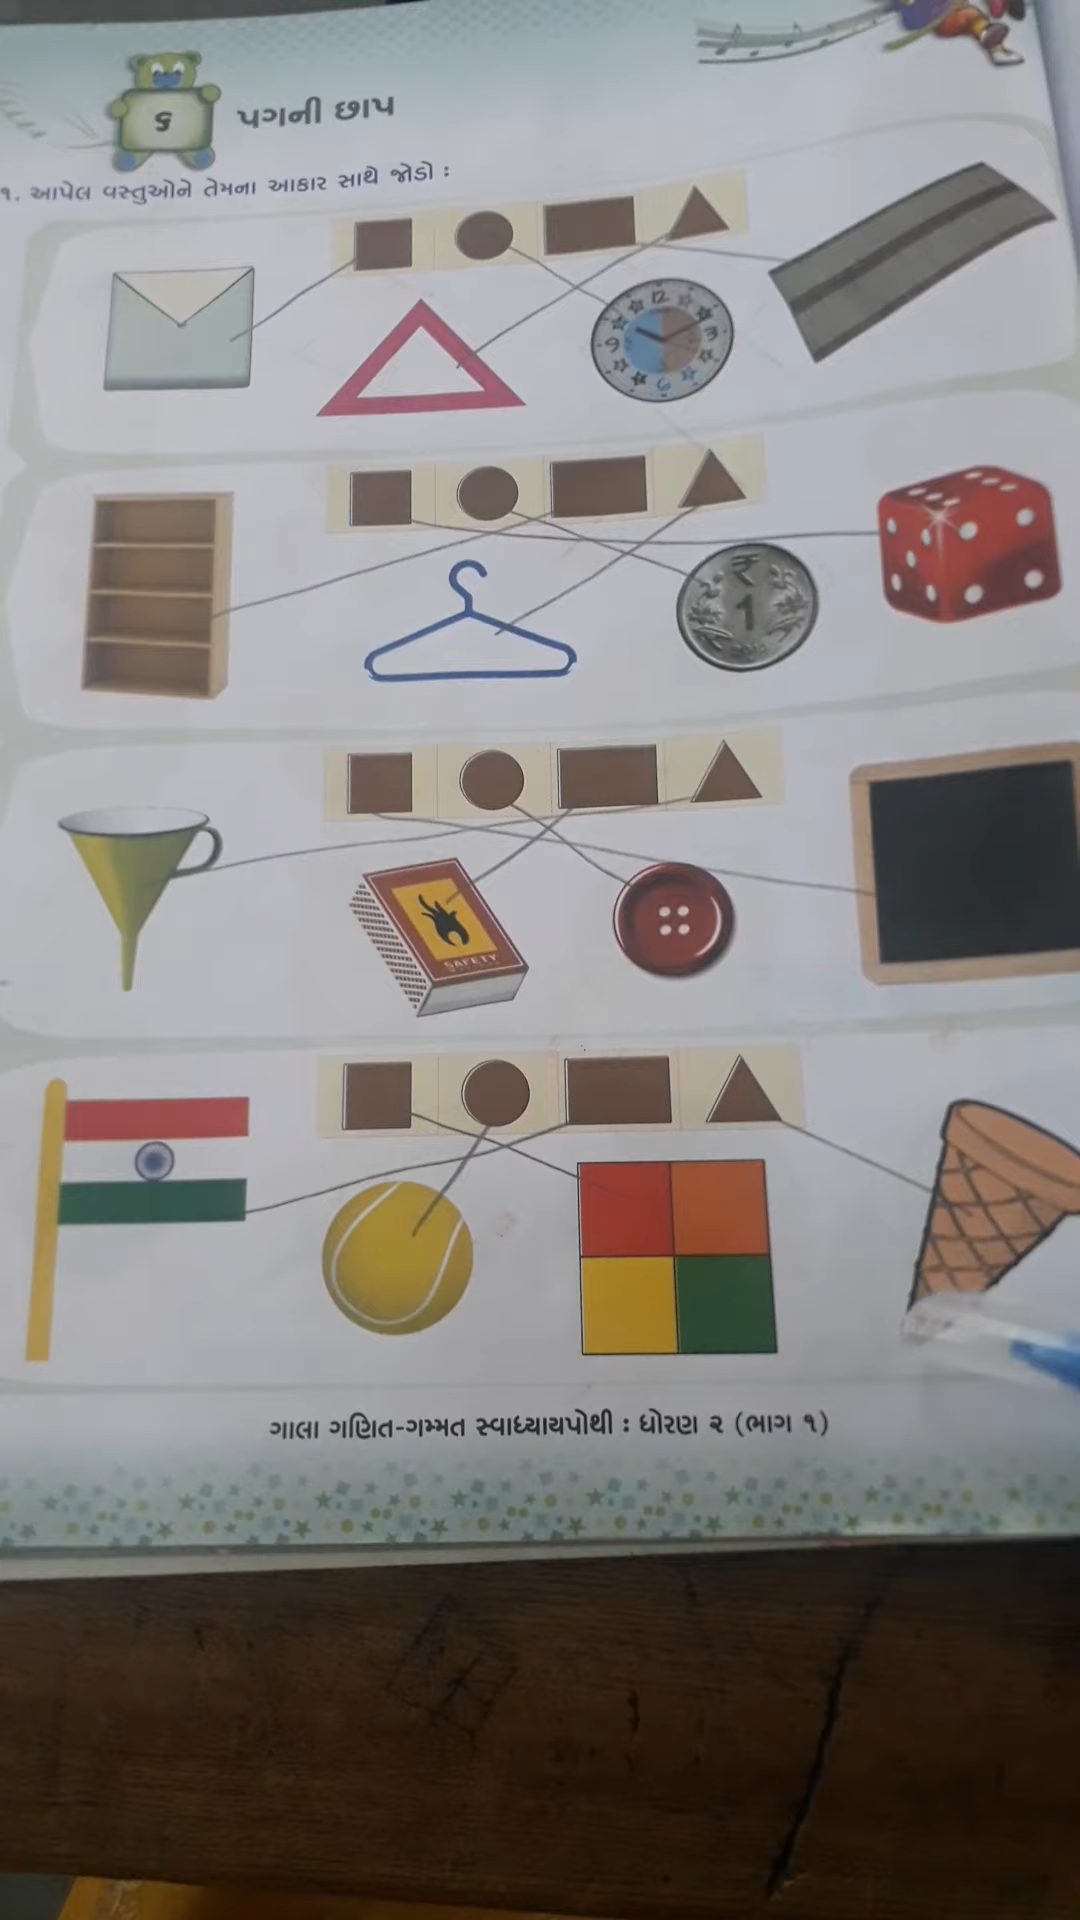 ૬
પગની છાપ
૧. આપેલ વસ્તુઓને તેમના આકાર સાથે જોડો :
12
3
6
9
₹
1
SAFETY
ગાલા ગણિત-ગમ્મત સ્વાધ્યાયપોથી : ધોરણ ૨ (ભાગ ૧)